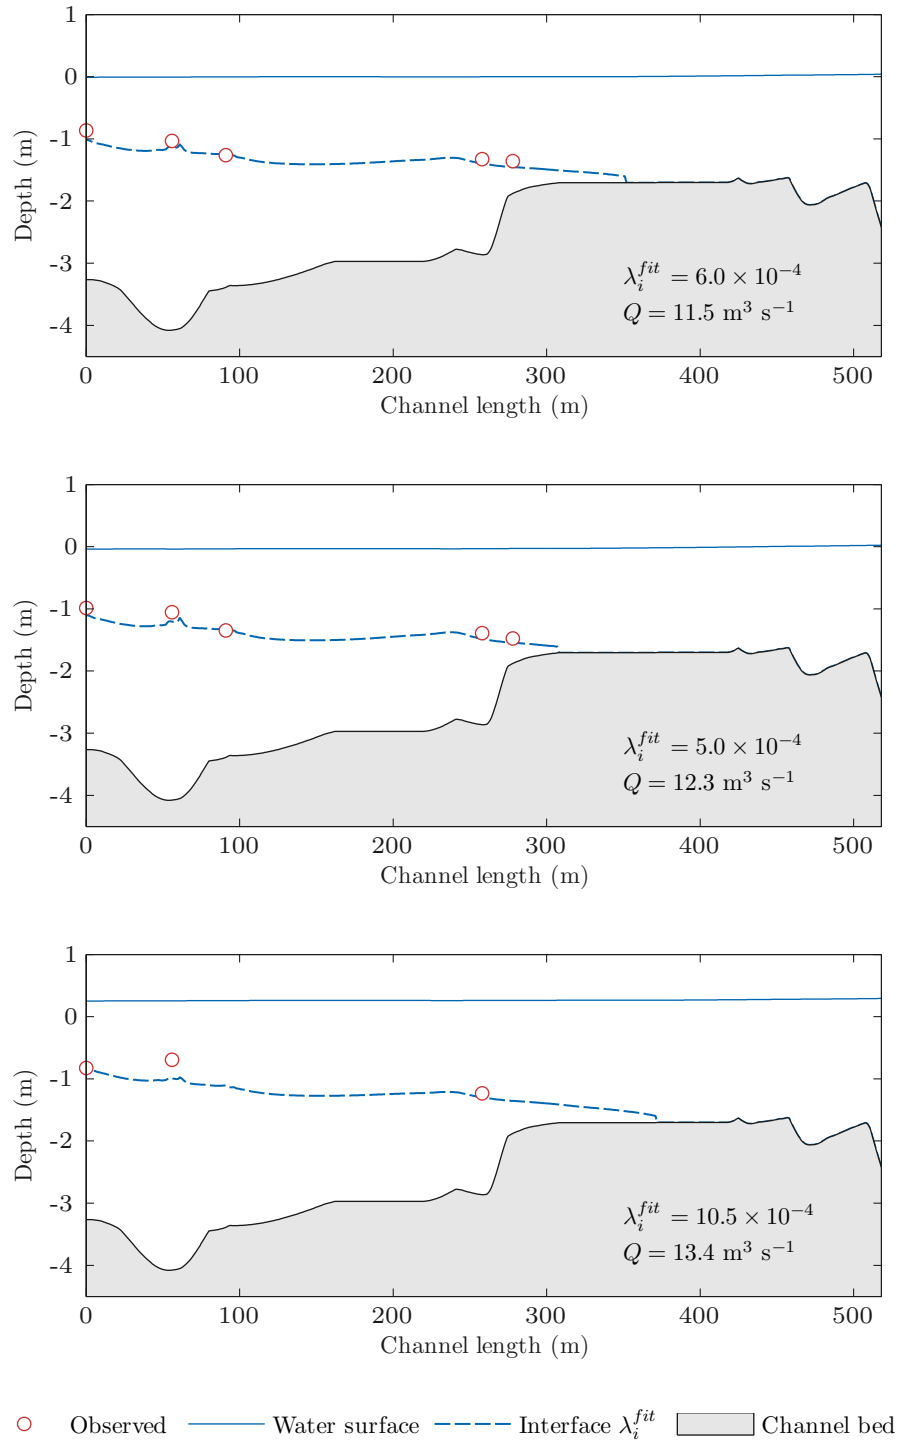 1
0
-1
-2
-3
-4
Depth (m)
λ_i^{fit} = 6.0 × 10⁻⁴
Q = 11.5 m³ s⁻¹
0 100 200 300 400 500
Channel length (m)
1
0
-1
-2
-3
-4
Depth (m)
λ_i^{fit} = 5.0 × 10⁻⁴
Q = 12.3 m³ s⁻¹
0 100 200 300 400 500
Channel length (m)
1
0
-1
-2
-3
-4
Depth (m)
λ_i^{fit} = 10.5 × 10⁻⁴
Q = 13.4 m³ s⁻¹
0 100 200 300 400 500
Channel length (m)
Observed Water surface Interface λ_i^{fit} Channel bed